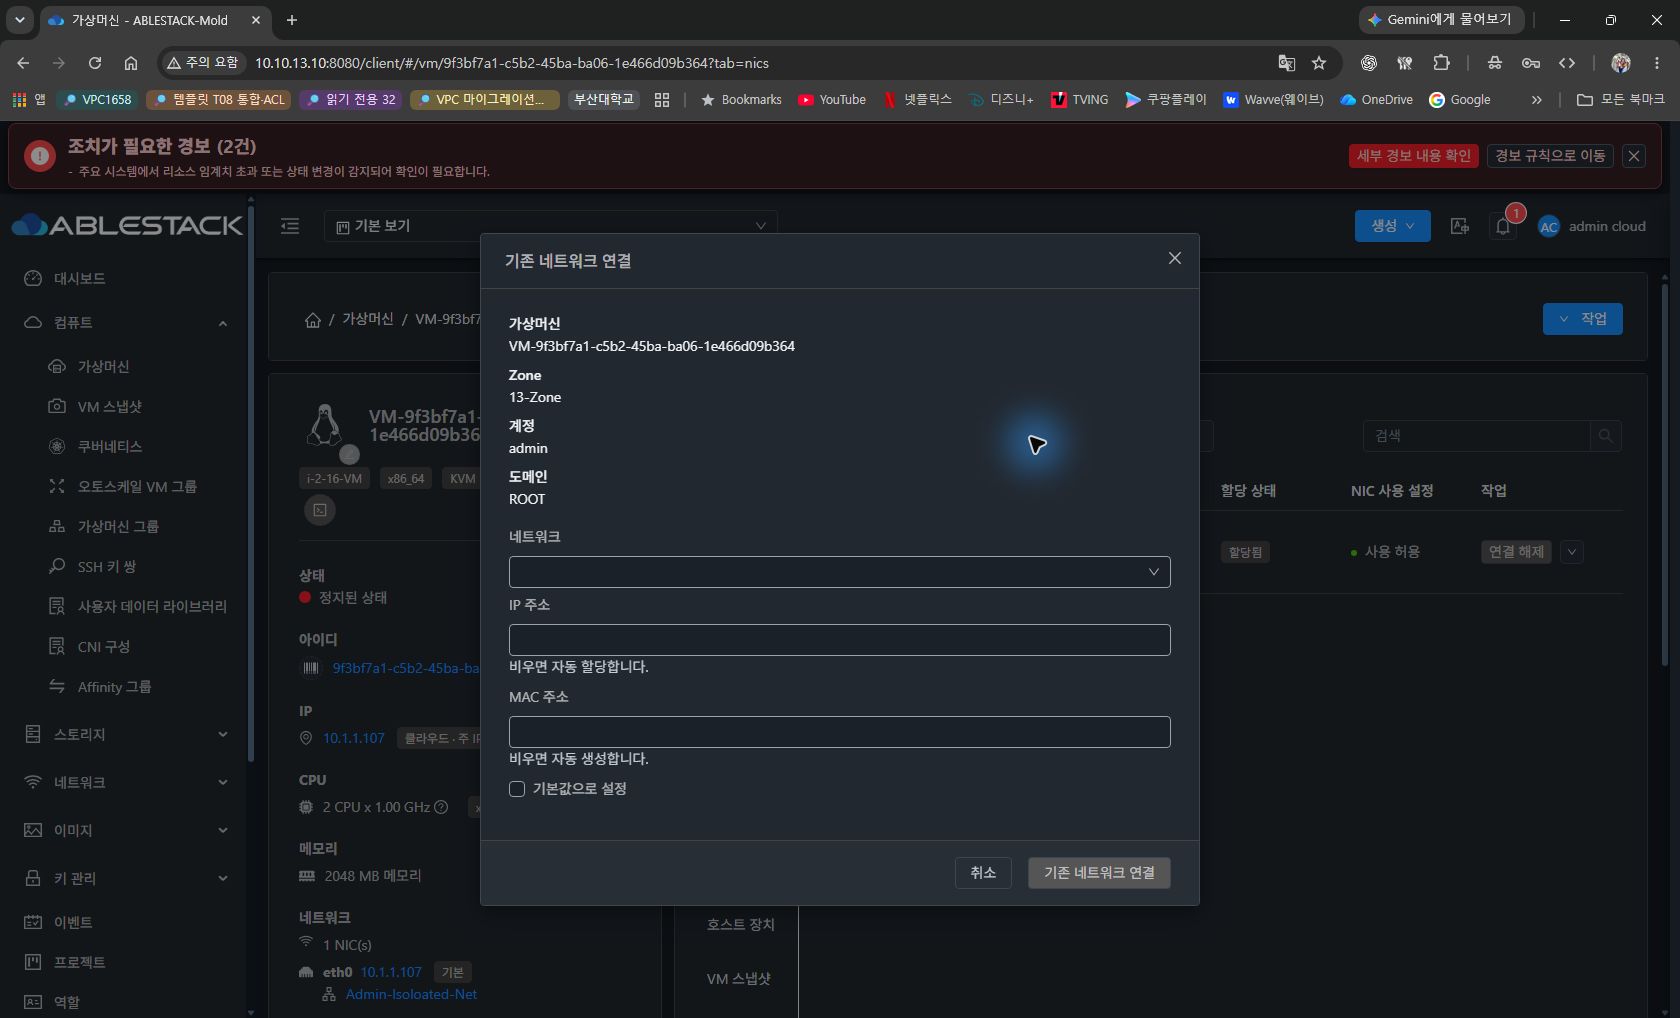 가상머신 - ABLESTACK-Mold
Gemini에게 물어보기
주의 요함
10.10.13.10:8080/client/#/vm/9f3bf7a1-c5b2-45ba-ba06-1e466d09b364?tab=nics
앱
VPC1658
템플릿 T08 통합·ACL
읽기 전용 32
VPC 마이그레이션...
부산대학교
Bookmarks
YouTube
넷플릭스
디즈니+
TVING
쿠팡플레이
Wavve(웨이브)
OneDrive
Google
모든 북마크
조치가 필요한 경보 (2건)
- 주요 시스템에서 리소스 임계치 초과 또는 상태 변경이 감지되어 확인이 필요합니다.
세부 경보 내용 확인
경보 규칙으로 이동
ABLESTACK
기본 보기
생성
1
AC
admin cloud
대시보드
컴퓨트
가상머신
VM 스냅샷
쿠버네티스
오토스케일 VM 그룹
가상머신 그룹
SSH 키 쌍
사용자 데이터 라이브러리
CNI 구성
Affinity 그룹
스토리지
네트워크
이미지
키 관리
이벤트
프로젝트
역할
/ 가상머신 / VM-9f3bf7
작업
VM-9f3bf7a1-
1e466d09b36
i-2-16-VM
x86_64
KVM
상태
정지된 상태
아이디
9f3bf7a1-c5b2-45ba-ba
IP
10.1.1.107
클라우드 · 주 IP
CPU
2 CPU x 1.00 GHz
x
메모리
2048 MB 메모리
네트워크
1 NIC(s)
eth0 10.1.1.107 기본
Admin-Isoloated-Net
기존 네트워크 연결
가상머신
VM-9f3bf7a1-c5b2-45ba-ba06-1e466d09b364
Zone
13-Zone
계정
admin
도메인
ROOT
네트워크
IP 주소
비우면 자동 할당합니다.
MAC 주소
비우면 자동 생성합니다.
기본값으로 설정
취소
기존 네트워크 연결
검색
할당 상태
NIC 사용 설정
작업
할당됨
사용 허용
연결 해제
호스트 장치
VM 스냅샷